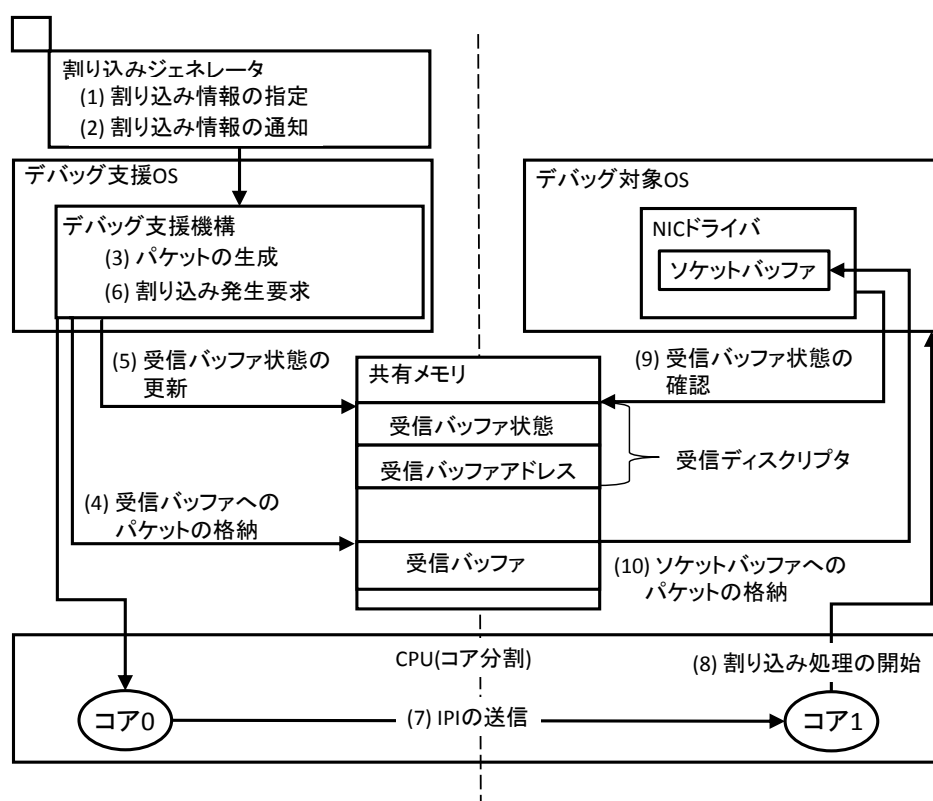 割り込みジェネレータ
(1) 割り込み情報の指定
(2) 割り込み情報の通知
デバッグ支援OS
デバッグ支援機構
(3) パケットの生成
(6) 割り込み発生要求
デバッグ対象OS
NICドライバ
ソケットバッファ
(5) 受信バッファ状態の
更新
共有メモリ
(9) 受信バッファ状態の
確認
受信バッファ状態
受信バッファアドレス
受信ディスクリプタ
(4) 受信バッファへの
パケットの格納
受信バッファ
(10) ソケットバッファへの
パケットの格納
CPU(コア分割)
(8) 割り込み処理の開始
コア0
(7) IPIの送信
コア1